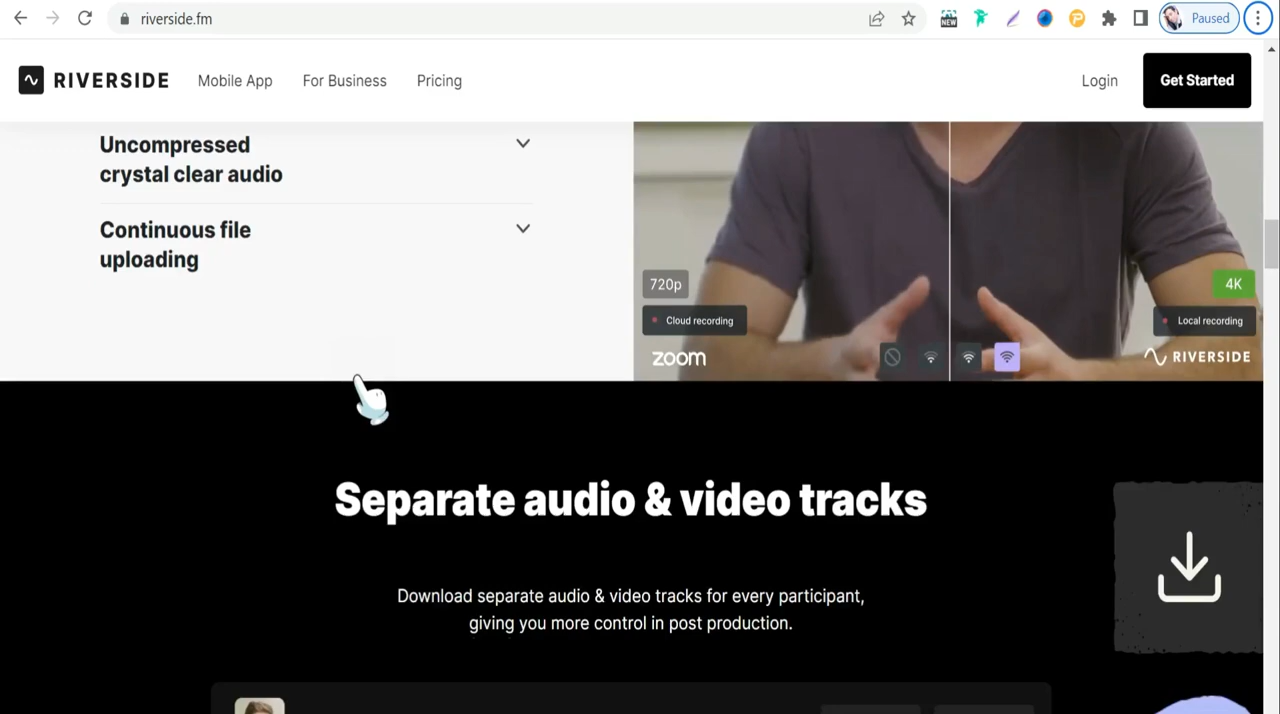 riverside.fm
NEW
Paused
RIVERSIDE
Mobile App
For Business
Pricing
Login
Get Started
Uncompressed
crystal clear audio
Continuous file
uploading
720p
4K
Cloud recording
Local recording
zoom
RIVERSIDE
Separate audio & video tracks
Download separate audio & video tracks for every participant,
giving you more control in post production.